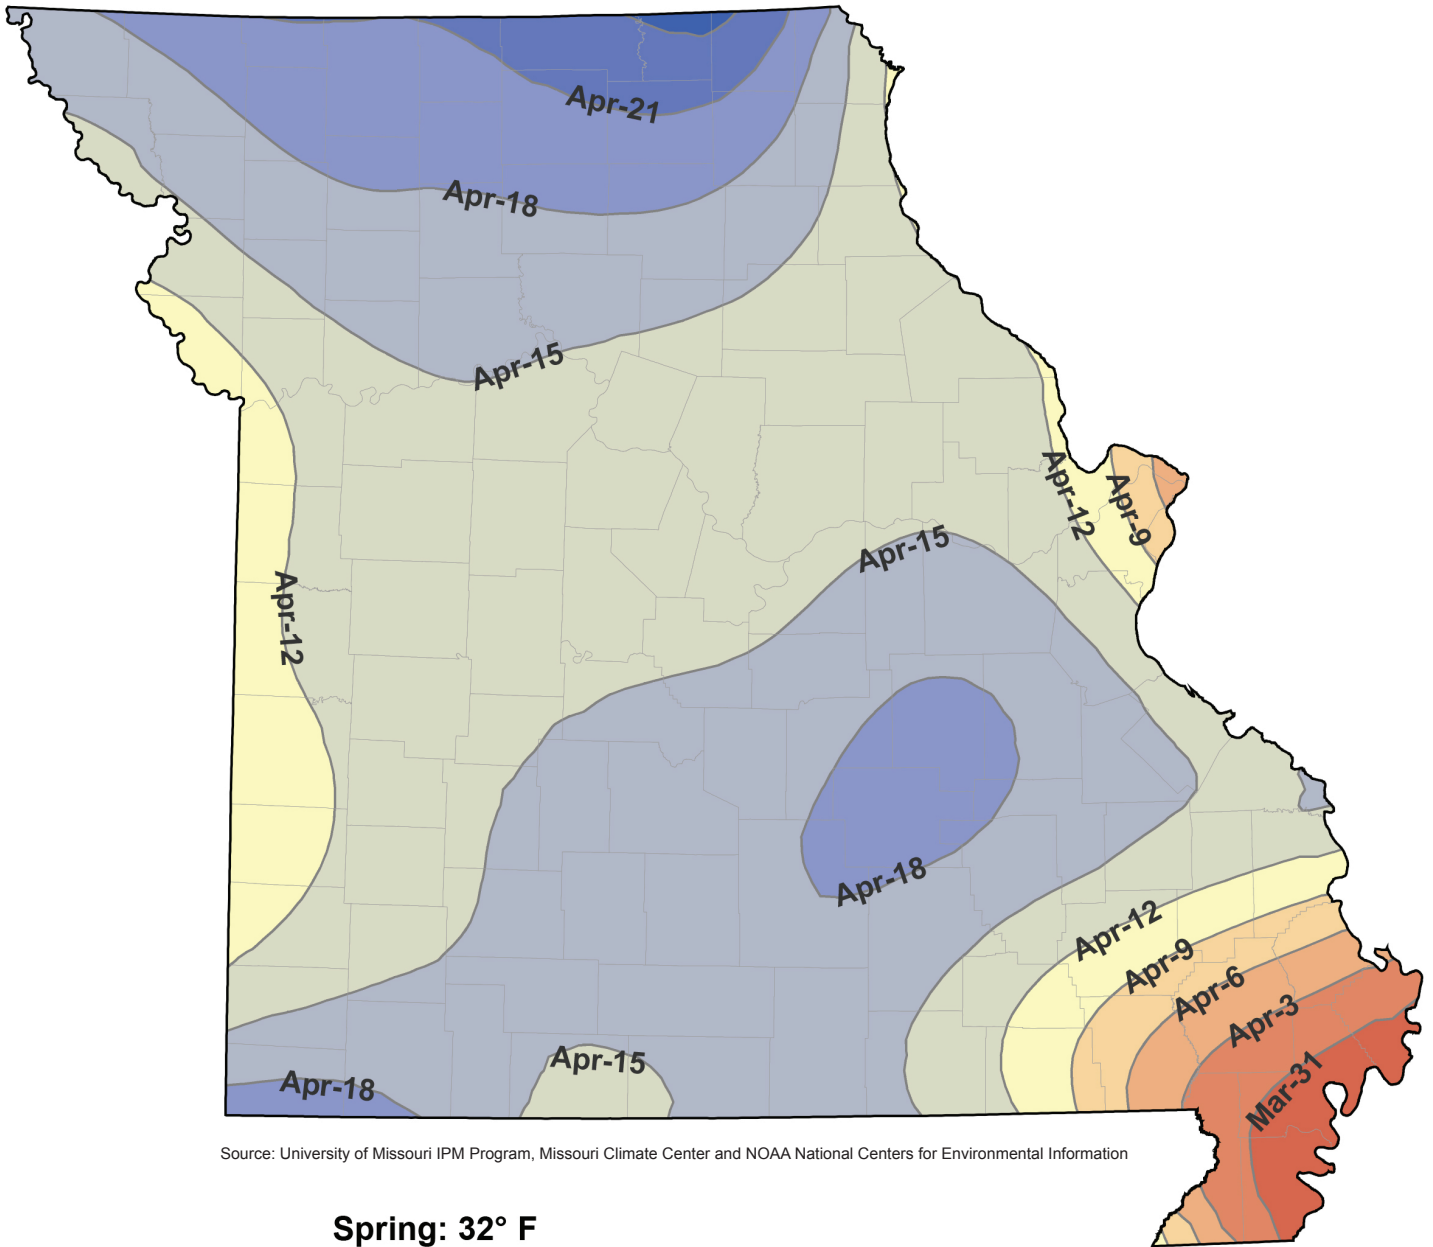 Apr-21
Apr-18
Apr-15
Apr-12
Apr-9
Apr-15
Apr-12
Apr-18
Apr-12
Apr-9
Apr-6
Apr-3
Apr-15
Apr-18
Mar-31
Source: University of Missouri IPM Program, Missouri Climate Center and NOAA National Centers for Environmental Information
Spring: 32° F